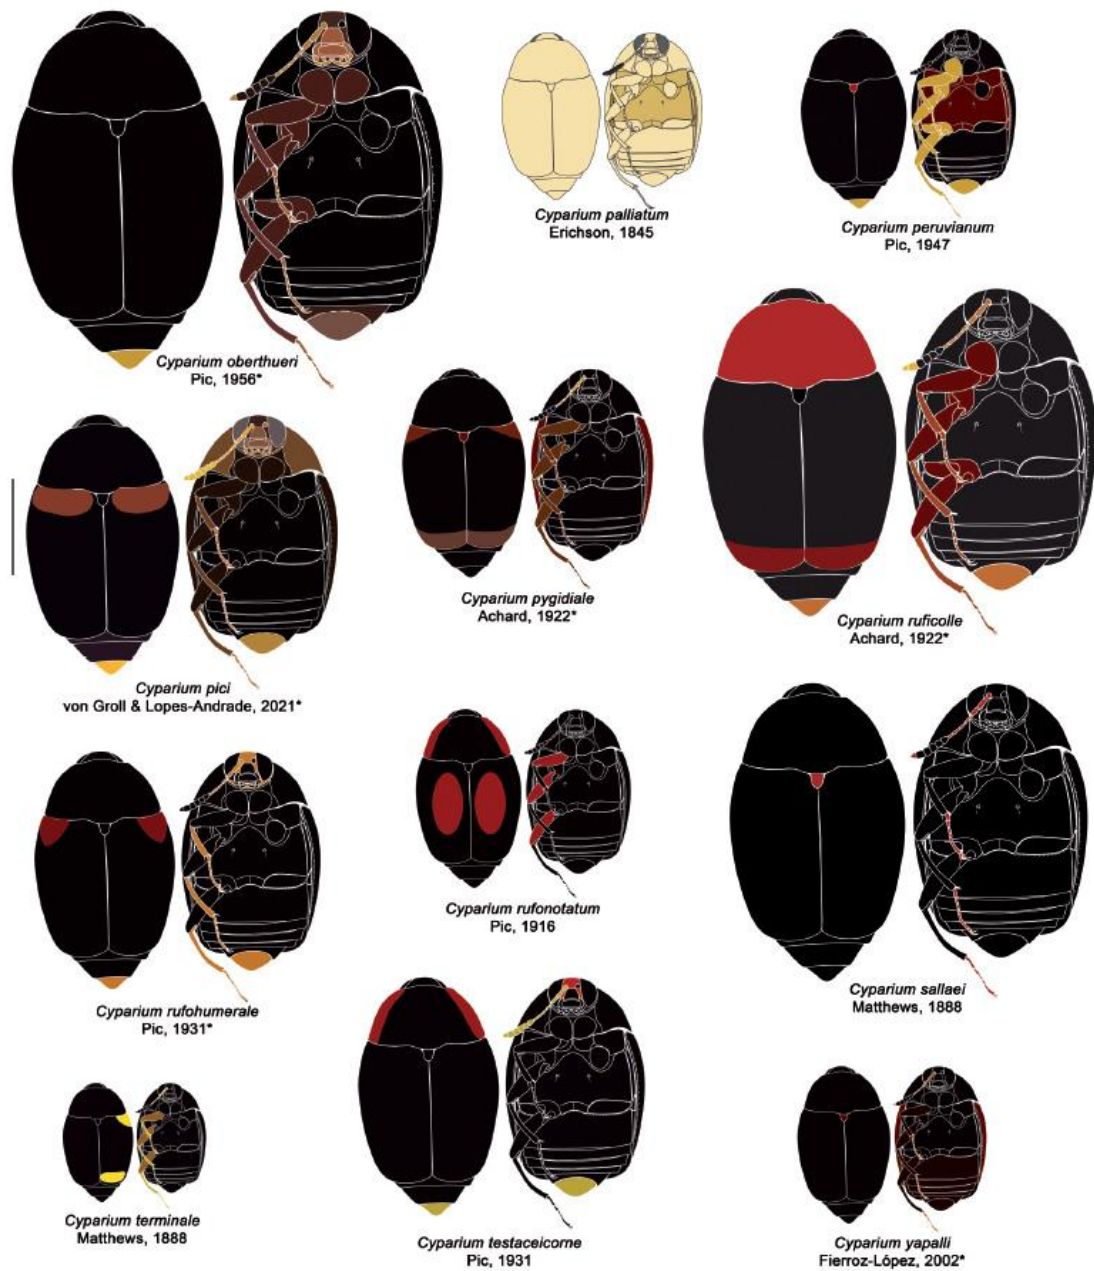 Cyparium palliatum
Erichson, 1845
Cyparium peruvianum
Pic, 1947
Cyparium oberthueri
Pic, 1956*
Cyparium pygidiale
Achard, 1922*
Cyparium ruficolle
Achard, 1922*
Cyparium pici
von Groll & Lopes-Andrade, 2021*
Cyparium rufonotatum
Pic, 1916
Cyparium sallaei
Matthews, 1888
Cyparium rufohumerale
Pic, 1931*
Cyparium terminale
Matthews, 1888
Cyparium testaceicorne
Pic, 1931
Cyparium yapalli
Fierroz-López, 2002*